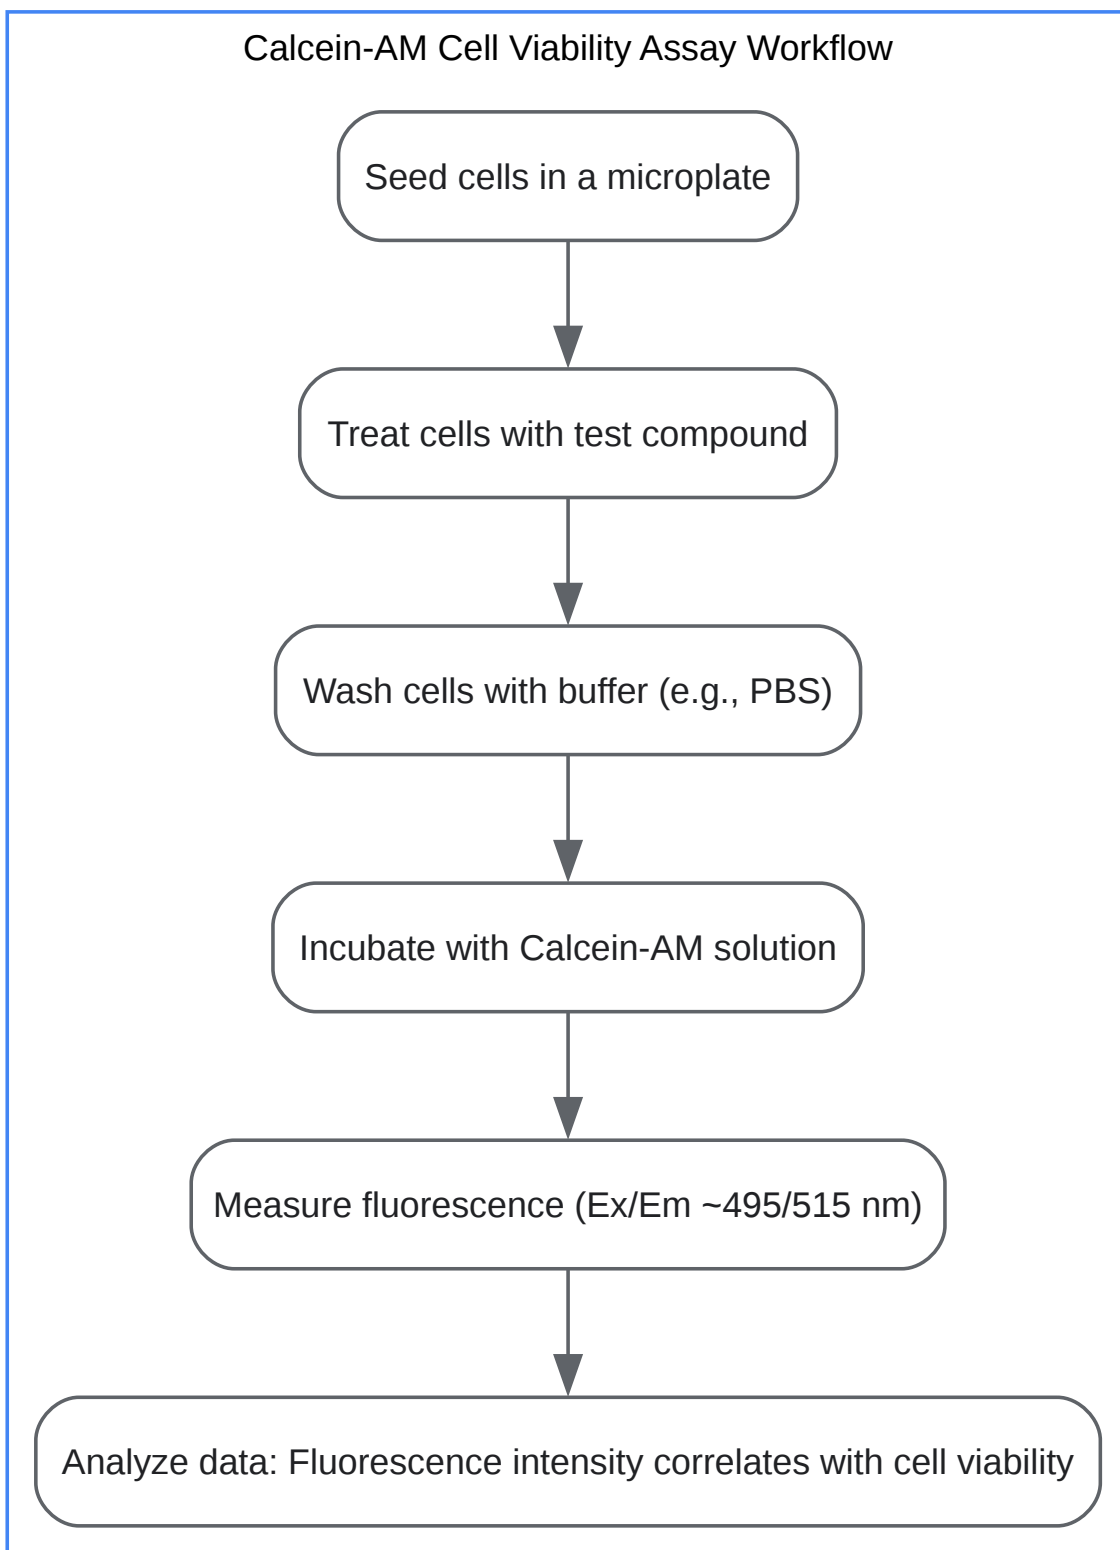 Calcein-AM Cell Viability Assay Workflow
Seed cells in a microplate
Treat cells with test compound
Wash cells with buffer (e.g., PBS)
Incubate with Calcein-AM solution
Measure fluorescence (Ex/Em ~495/515 nm)
Analyze data: Fluorescence intensity correlates with cell viability